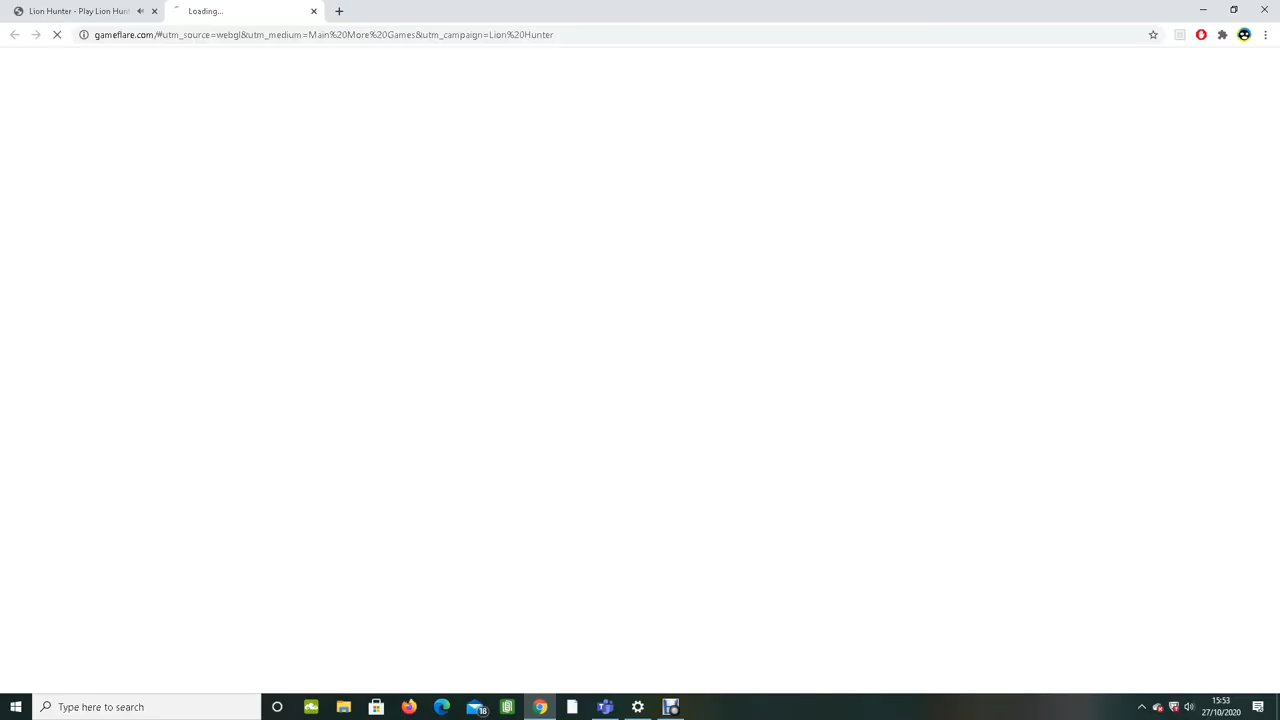 Lion Hunter - Play Lion Hun
Loading...
gameflare.com/#utm_source=webgl&utm_medium=Main%20More%20Games&utm_campaign=Lion%20Hunter
Type here to search
18
15:53
27/10/2020